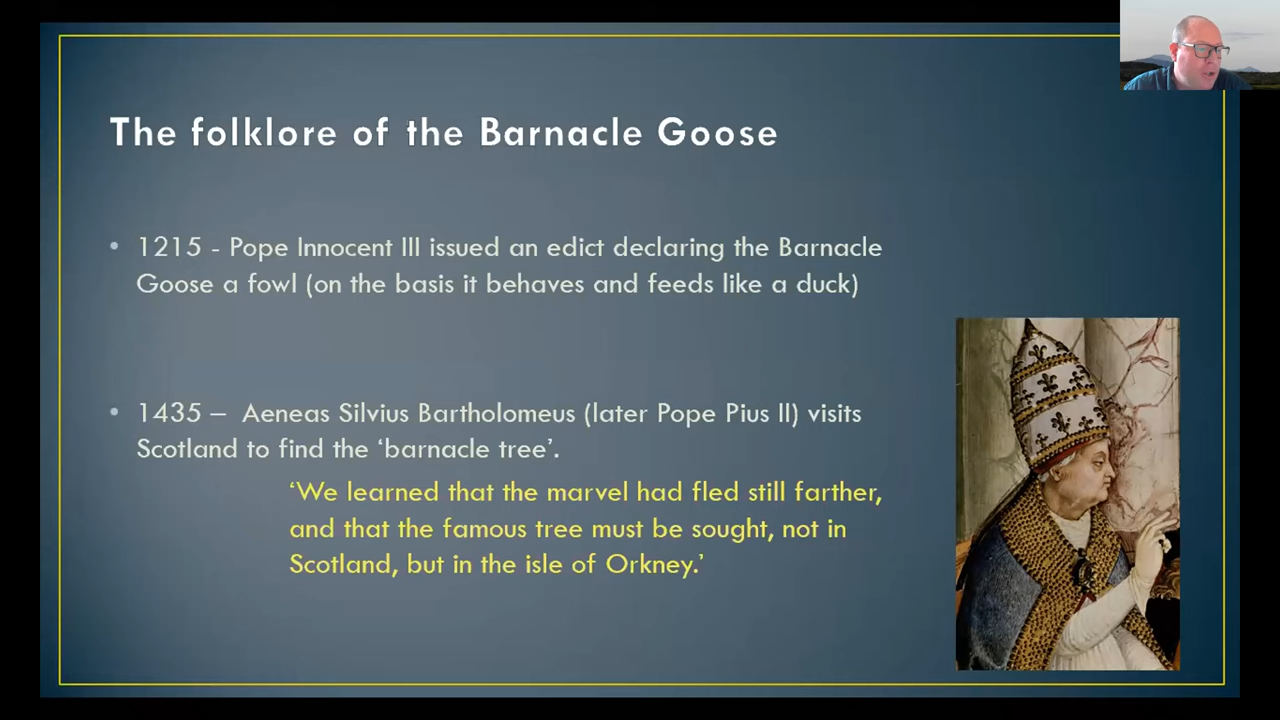 The folklore of the Barnacle Goose
• 1215 - Pope Innocent III issued an edict declaring the Barnacle
Goose a fowl (on the basis it behaves and feeds like a duck)
• 1435 – Aeneas Silvius Bartholomeus (later Pope Pius II) visits
Scotland to find the ‘barnacle tree’.
‘We learned that the marvel had fled still farther,
and that the famous tree must be sought, not in
Scotland, but in the isle of Orkney.’